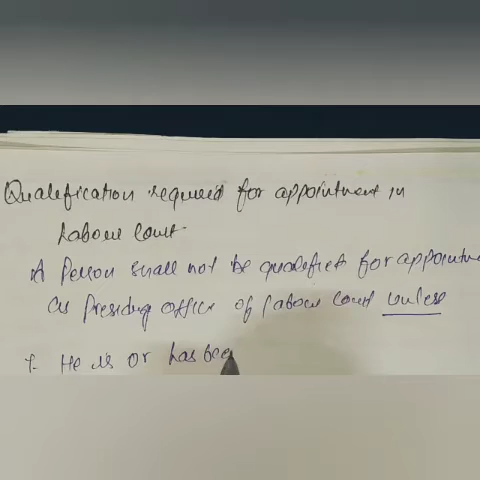 Qualification required for appointment in
Labour Court.
A Person shall not be qualified for appointm
as Presiding officer of labour court unless
1. He is or has bee